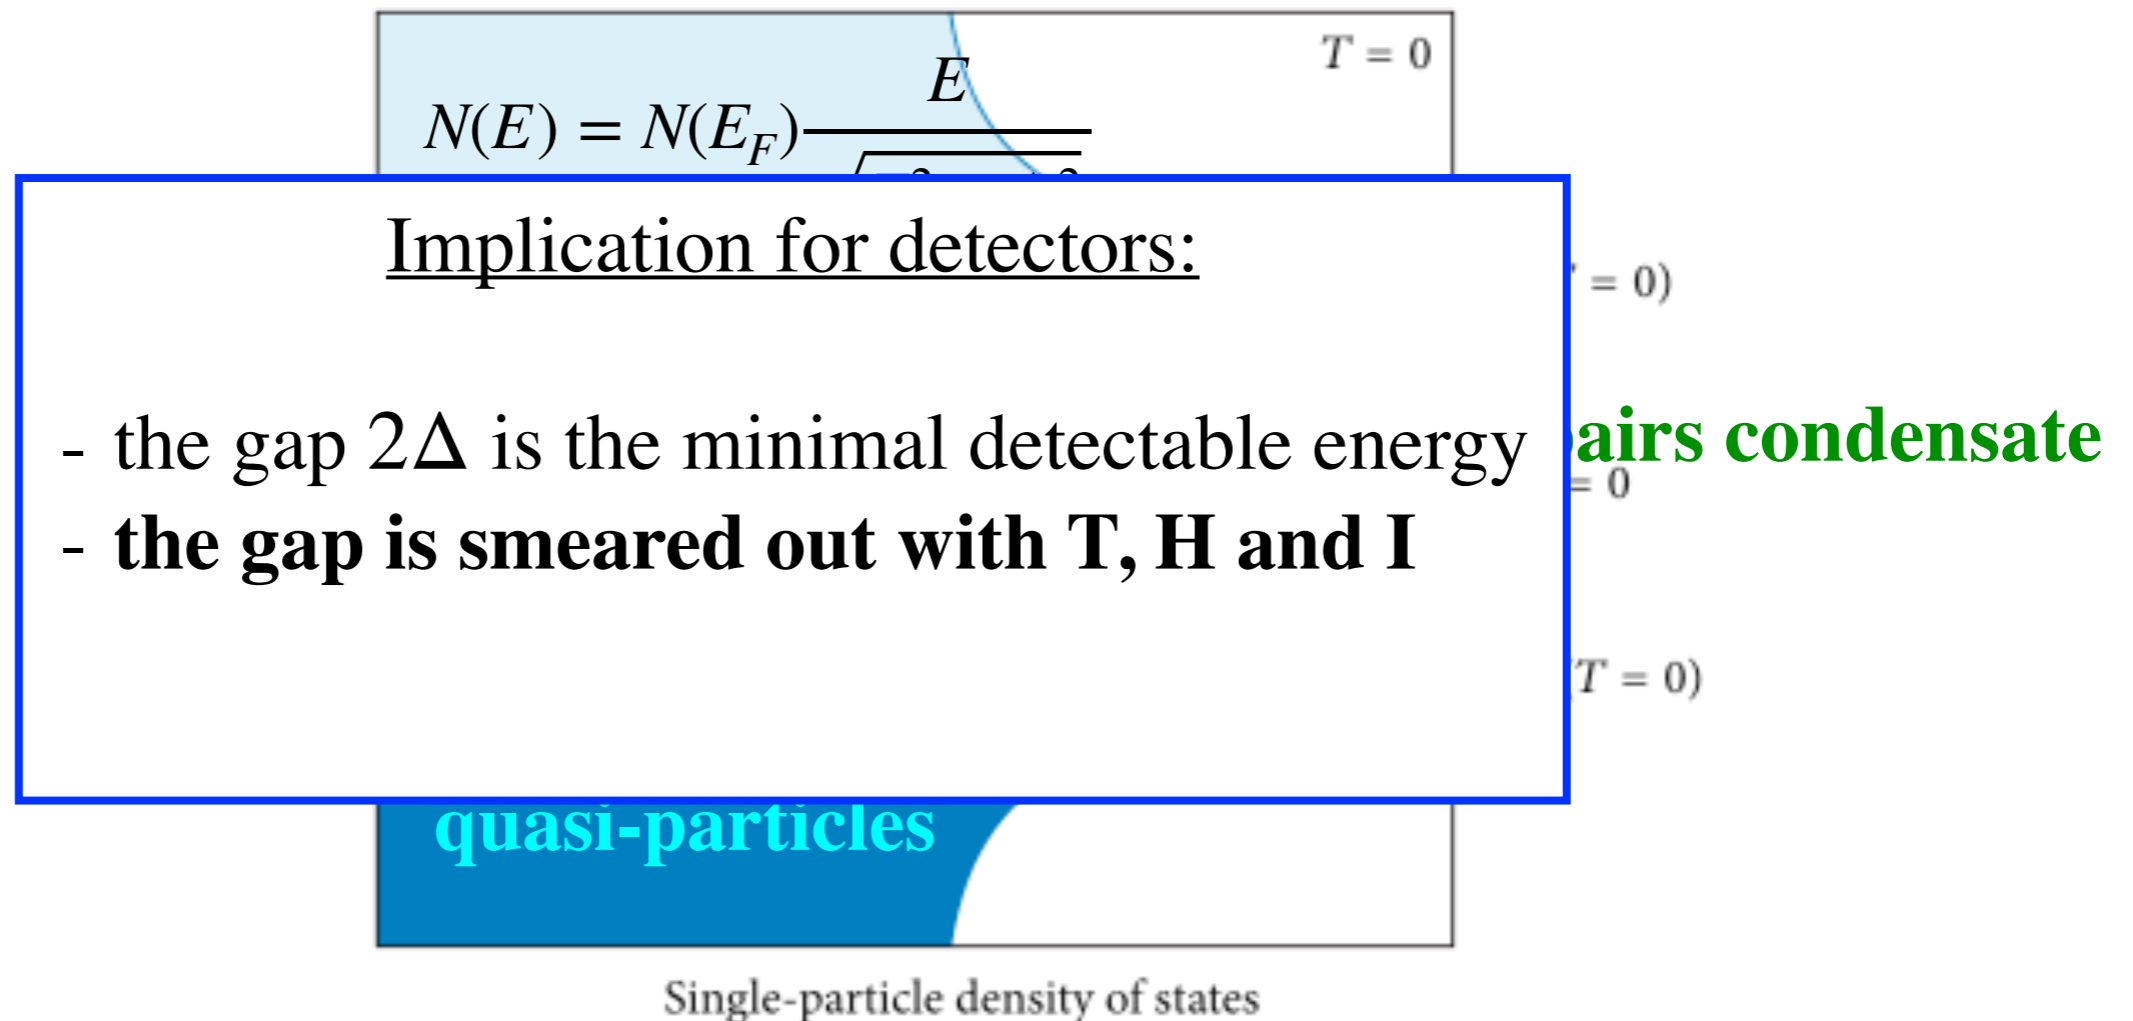 T = 0
N(E) = N(E_F) E
Implication for detectors:
= 0)
- the gap 2Δ is the minimal detectable energy
condensate
= 0
- the gap is smeared out with T, H and I
T = 0)
quasi-particles
Single-particle density of states